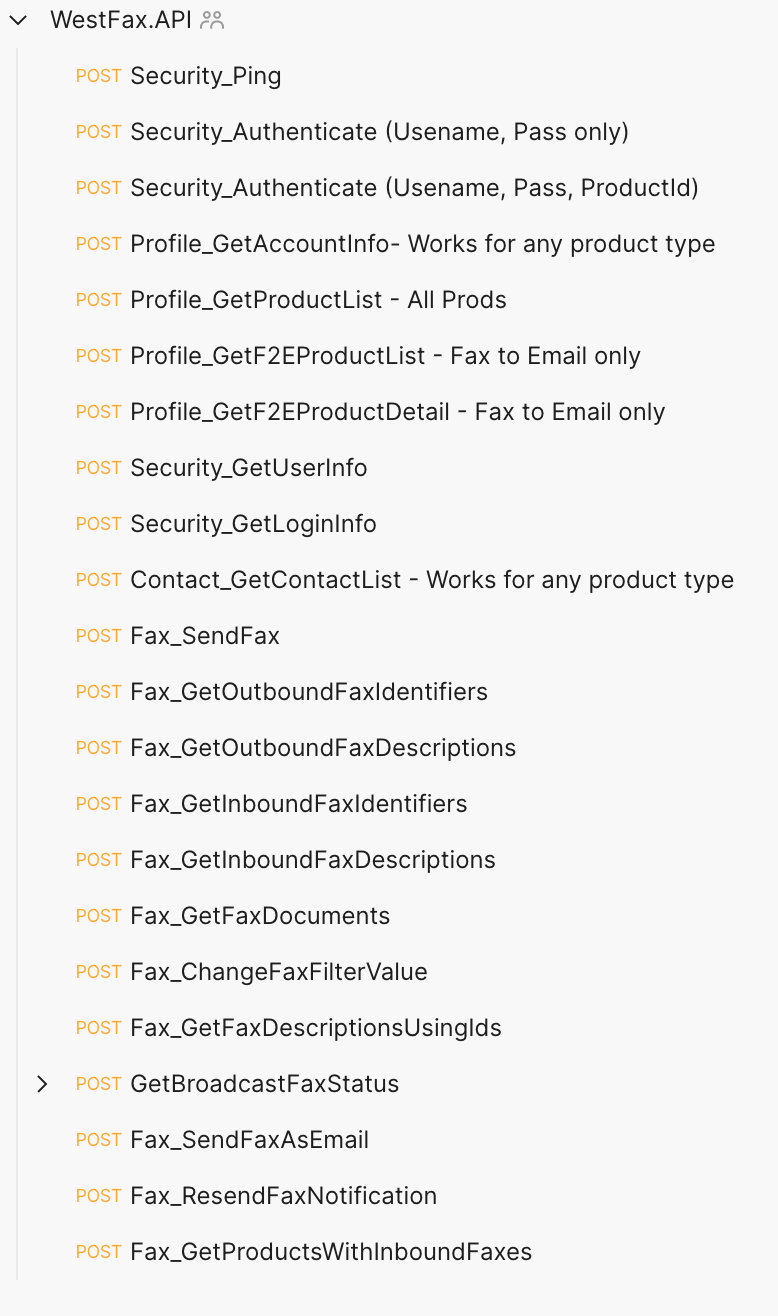 WestFax.API
POST Security_Ping
POST Security_Authenticate (Usename, Pass only)
POST Security_Authenticate (Usename, Pass, ProductId)
POST Profile_GetAccountInfo- Works for any product type
POST Profile_GetProductList - All Prods
POST Profile_GetF2EProductList - Fax to Email only
POST Profile_GetF2EProductDetail - Fax to Email only
POST Security_GetUserInfo
POST Security_GetLoginInfo
POST Contact_GetContactList - Works for any product type
POST Fax_SendFax
POST Fax_GetOutboundFaxIdentifiers
POST Fax_GetOutboundFaxDescriptions
POST Fax_GetInboundFaxIdentifiers
POST Fax_GetInboundFaxDescriptions
POST Fax_GetFaxDocuments
POST Fax_ChangeFaxFilterValue
POST Fax_GetFaxDescriptionsUsingIds
POST GetBroadcastFaxStatus
POST Fax_SendFaxAsEmail
POST Fax_ResendFaxNotification
POST Fax_GetProductsWithInboundFaxes